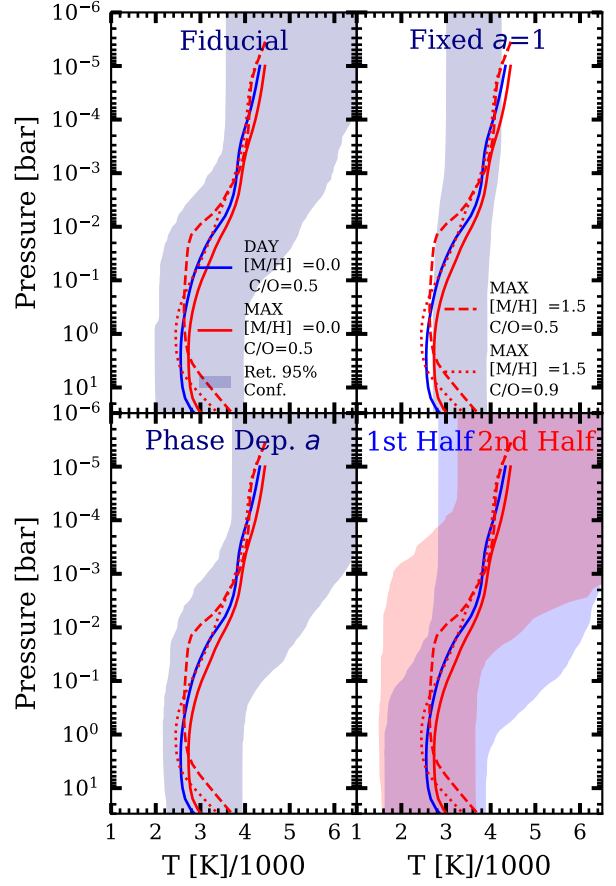 Fiducial
Fixed a=1
Pressure [bar]
10⁻⁶
10⁻⁵
10⁻⁴
10⁻³
10⁻²
10⁻¹
10⁰
10¹
DAY
[M/H] =0.0
C/O=0.5
MAX
[M/H] =0.0
C/O=0.5
Ret. 95%
Conf.
MAX
[M/H] =1.5
C/O=0.5
MAX
[M/H] =1.5
C/O=0.9
Phase Dep. a
1st Half 2nd Half
Pressure [bar]
10⁻⁶
10⁻⁵
10⁻⁴
10⁻³
10⁻²
10⁻¹
10⁰
10¹
1 2 3 4 5 6
2 3 4 5 6
T [K]/1000
T [K]/1000